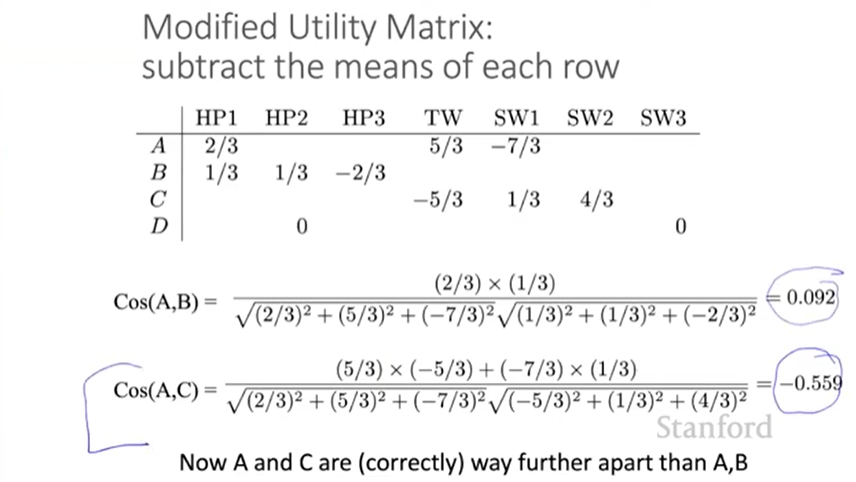 Modified Utility Matrix:
subtract the means of each row
HP1 HP2 HP3 TW SW1 SW2 SW3
A 2/3 5/3 −7/3
B 1/3 1/3 −2/3
C −5/3 1/3 4/3
D 0 0
(2/3) × (1/3)
Cos(A,B) = √(2/3)² + (5/3)² + (−7/3)² √(1/3)² + (1/3)² + (−2/3)² = 0.092
(5/3) × (−5/3) + (−7/3) × (1/3)
Cos(A,C) = √(2/3)² + (5/3)² + (−7/3)² √(−5/3)² + (1/3)² + (4/3)² = −0.559
Stanford
Now A and C are (correctly) way further apart than A,B